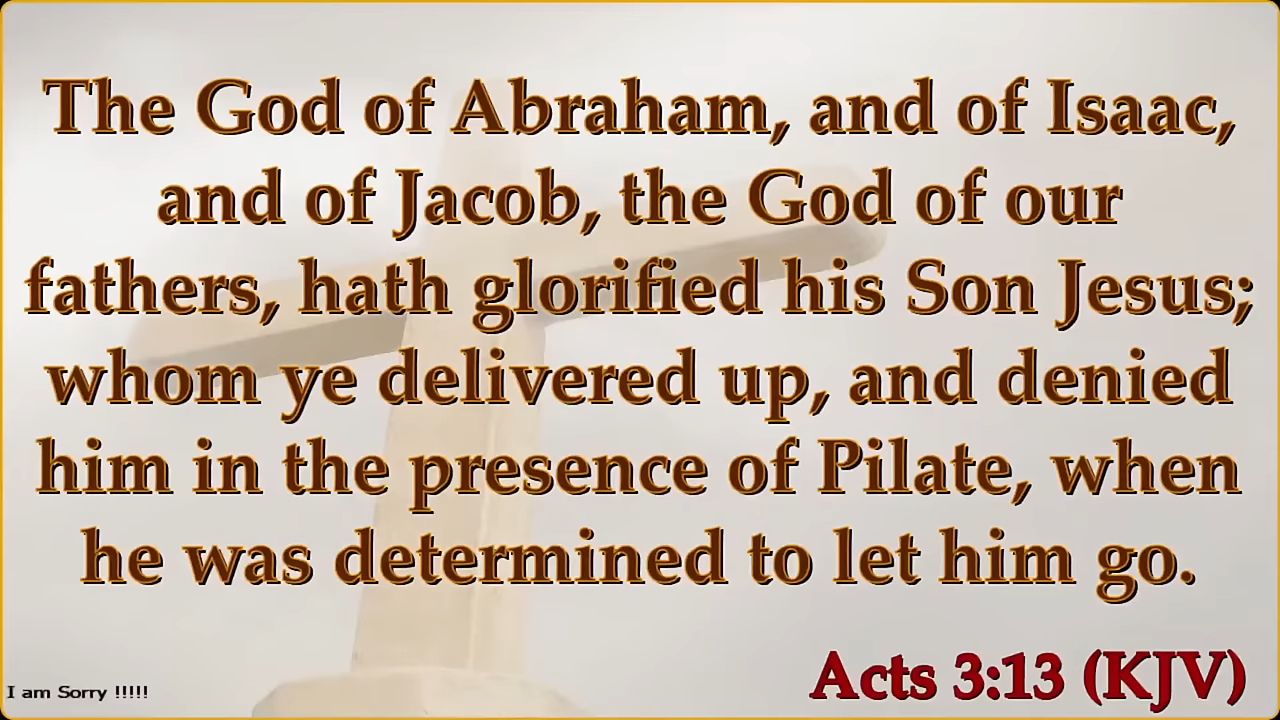 The God of Abraham, and of Isaac,
and of Jacob, the God of our
fathers, hath glorified his Son Jesus;
whom ye delivered up, and denied
him in the presence of Pilate, when
he was determined to let him go.
Acts 3:13 (KJV)
I am Sorry !!!!!